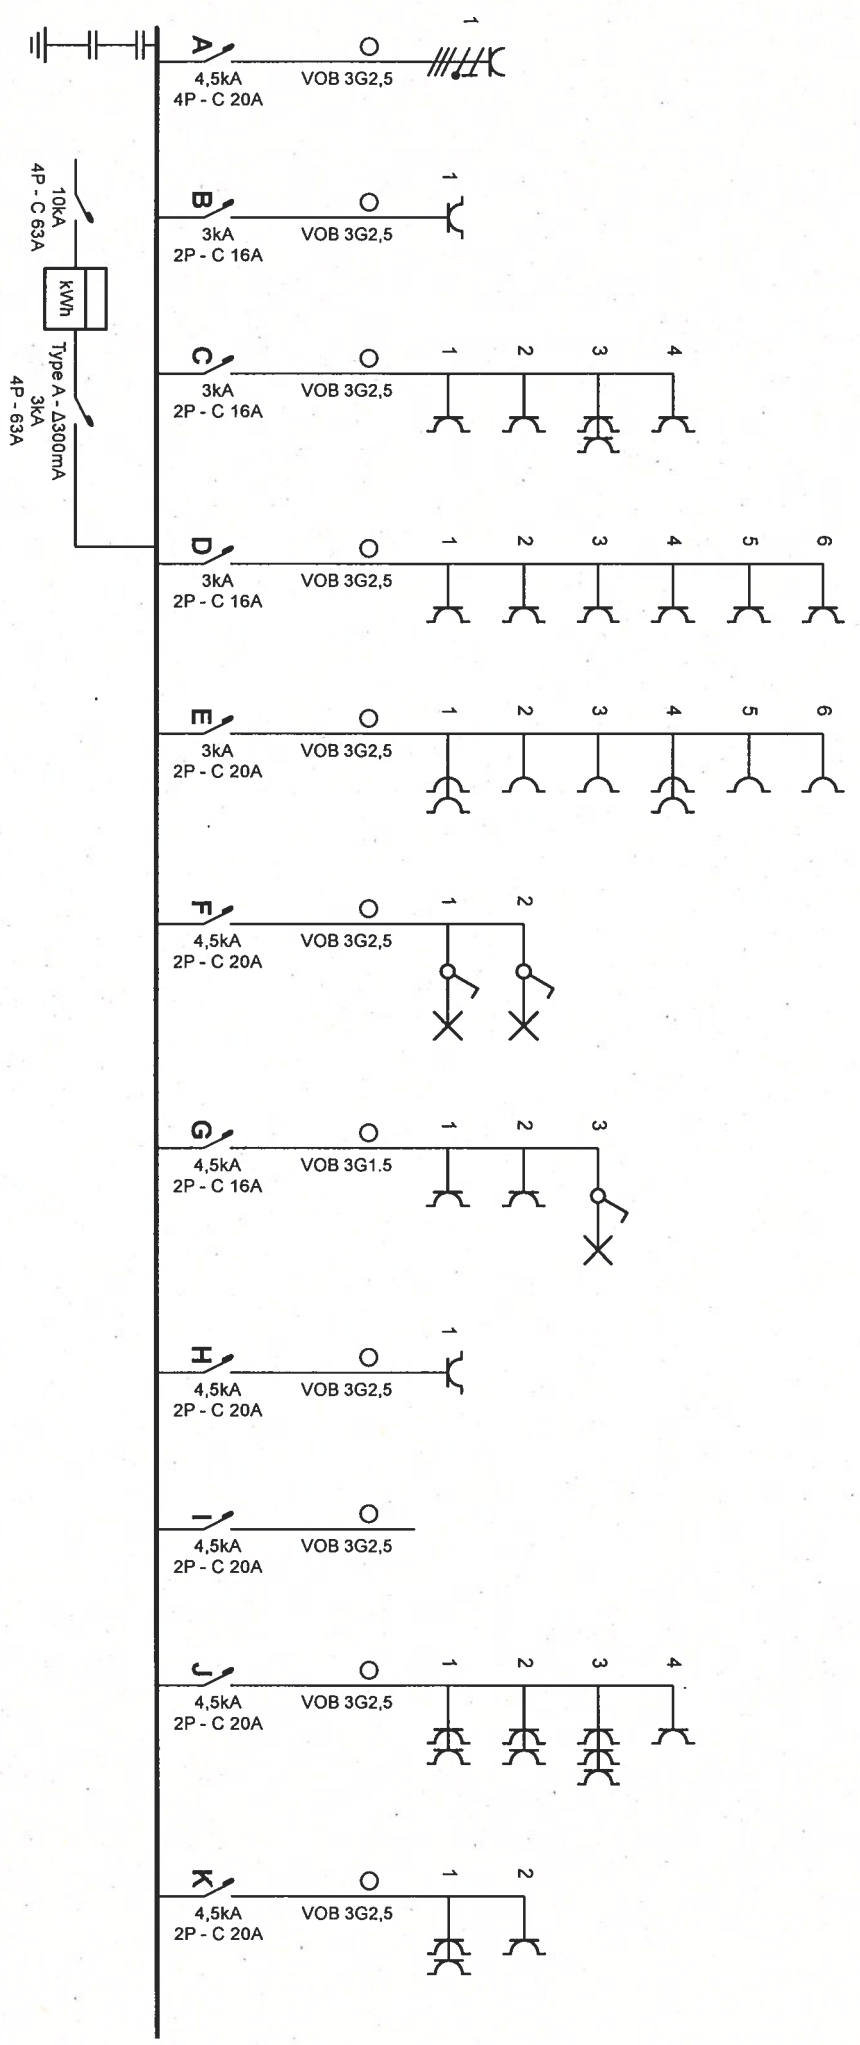 10kA
4P - C 63A
kWh
Type A - Δ300mA
3kA
4P - 63A
A
4,5kA
4P - C 20A
VOB 3G2,5
1
B
3kA
2P - C 16A
VOB 3G2,5
1
C
3kA
2P - C 16A
VOB 3G2,5
1 2 3 4
D
3kA
2P - C 16A
VOB 3G2,5
1 2 3 4 5 6
E
3kA
2P - C 20A
VOB 3G2,5
1 2 3 4 5 6
F
4,5kA
2P - C 20A
VOB 3G2,5
1 2
G
4,5kA
2P - C 16A
VOB 3G1.5
1 2 3
H
4,5kA
2P - C 20A
VOB 3G2,5
1
I
4,5kA
2P - C 20A
VOB 3G2,5
J
4,5kA
2P - C 20A
VOB 3G2,5
1 2 3 4
K
4,5kA
2P - C 20A
VOB 3G2,5
1 2